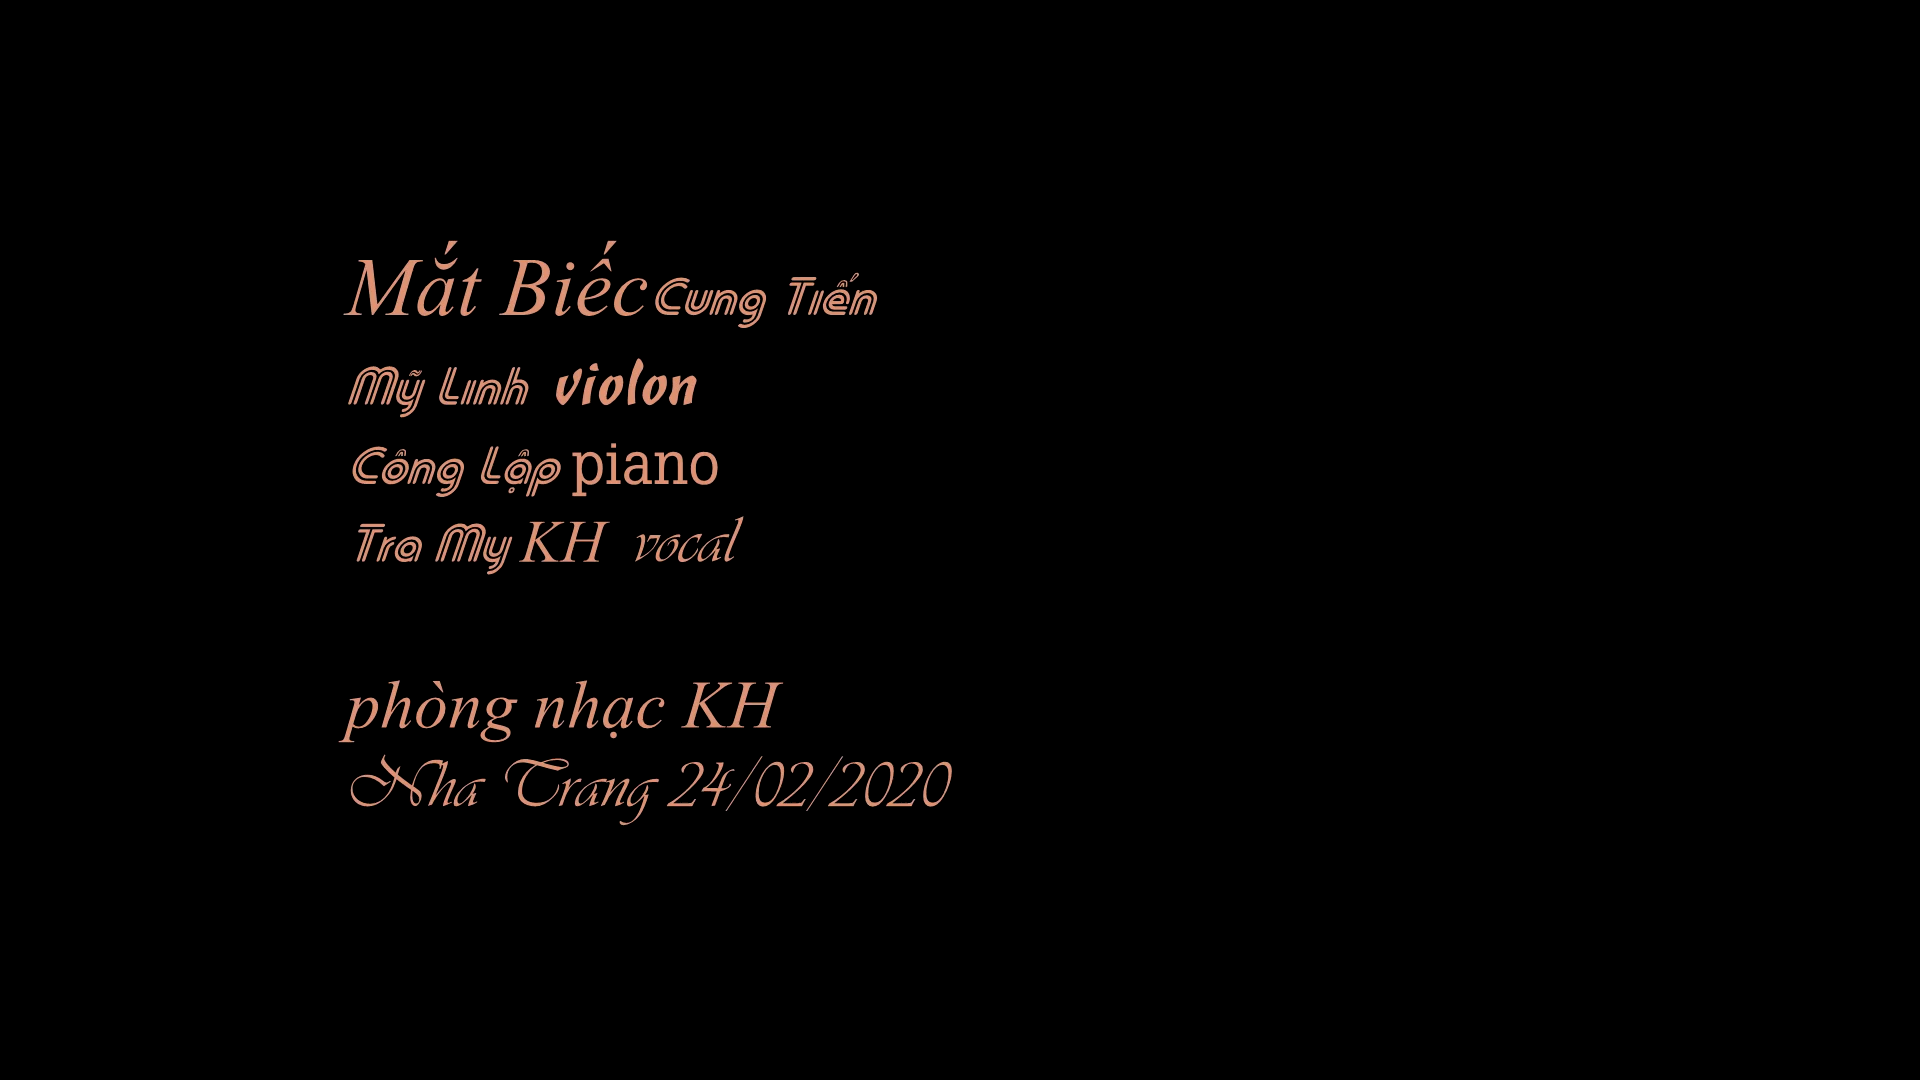 Mắt Biếc Cung Tiến
Mỹ Linh violon
Công Lập piano
Tra My KH vocal
phòng nhạc KH
Nha Trang 24/02/2020